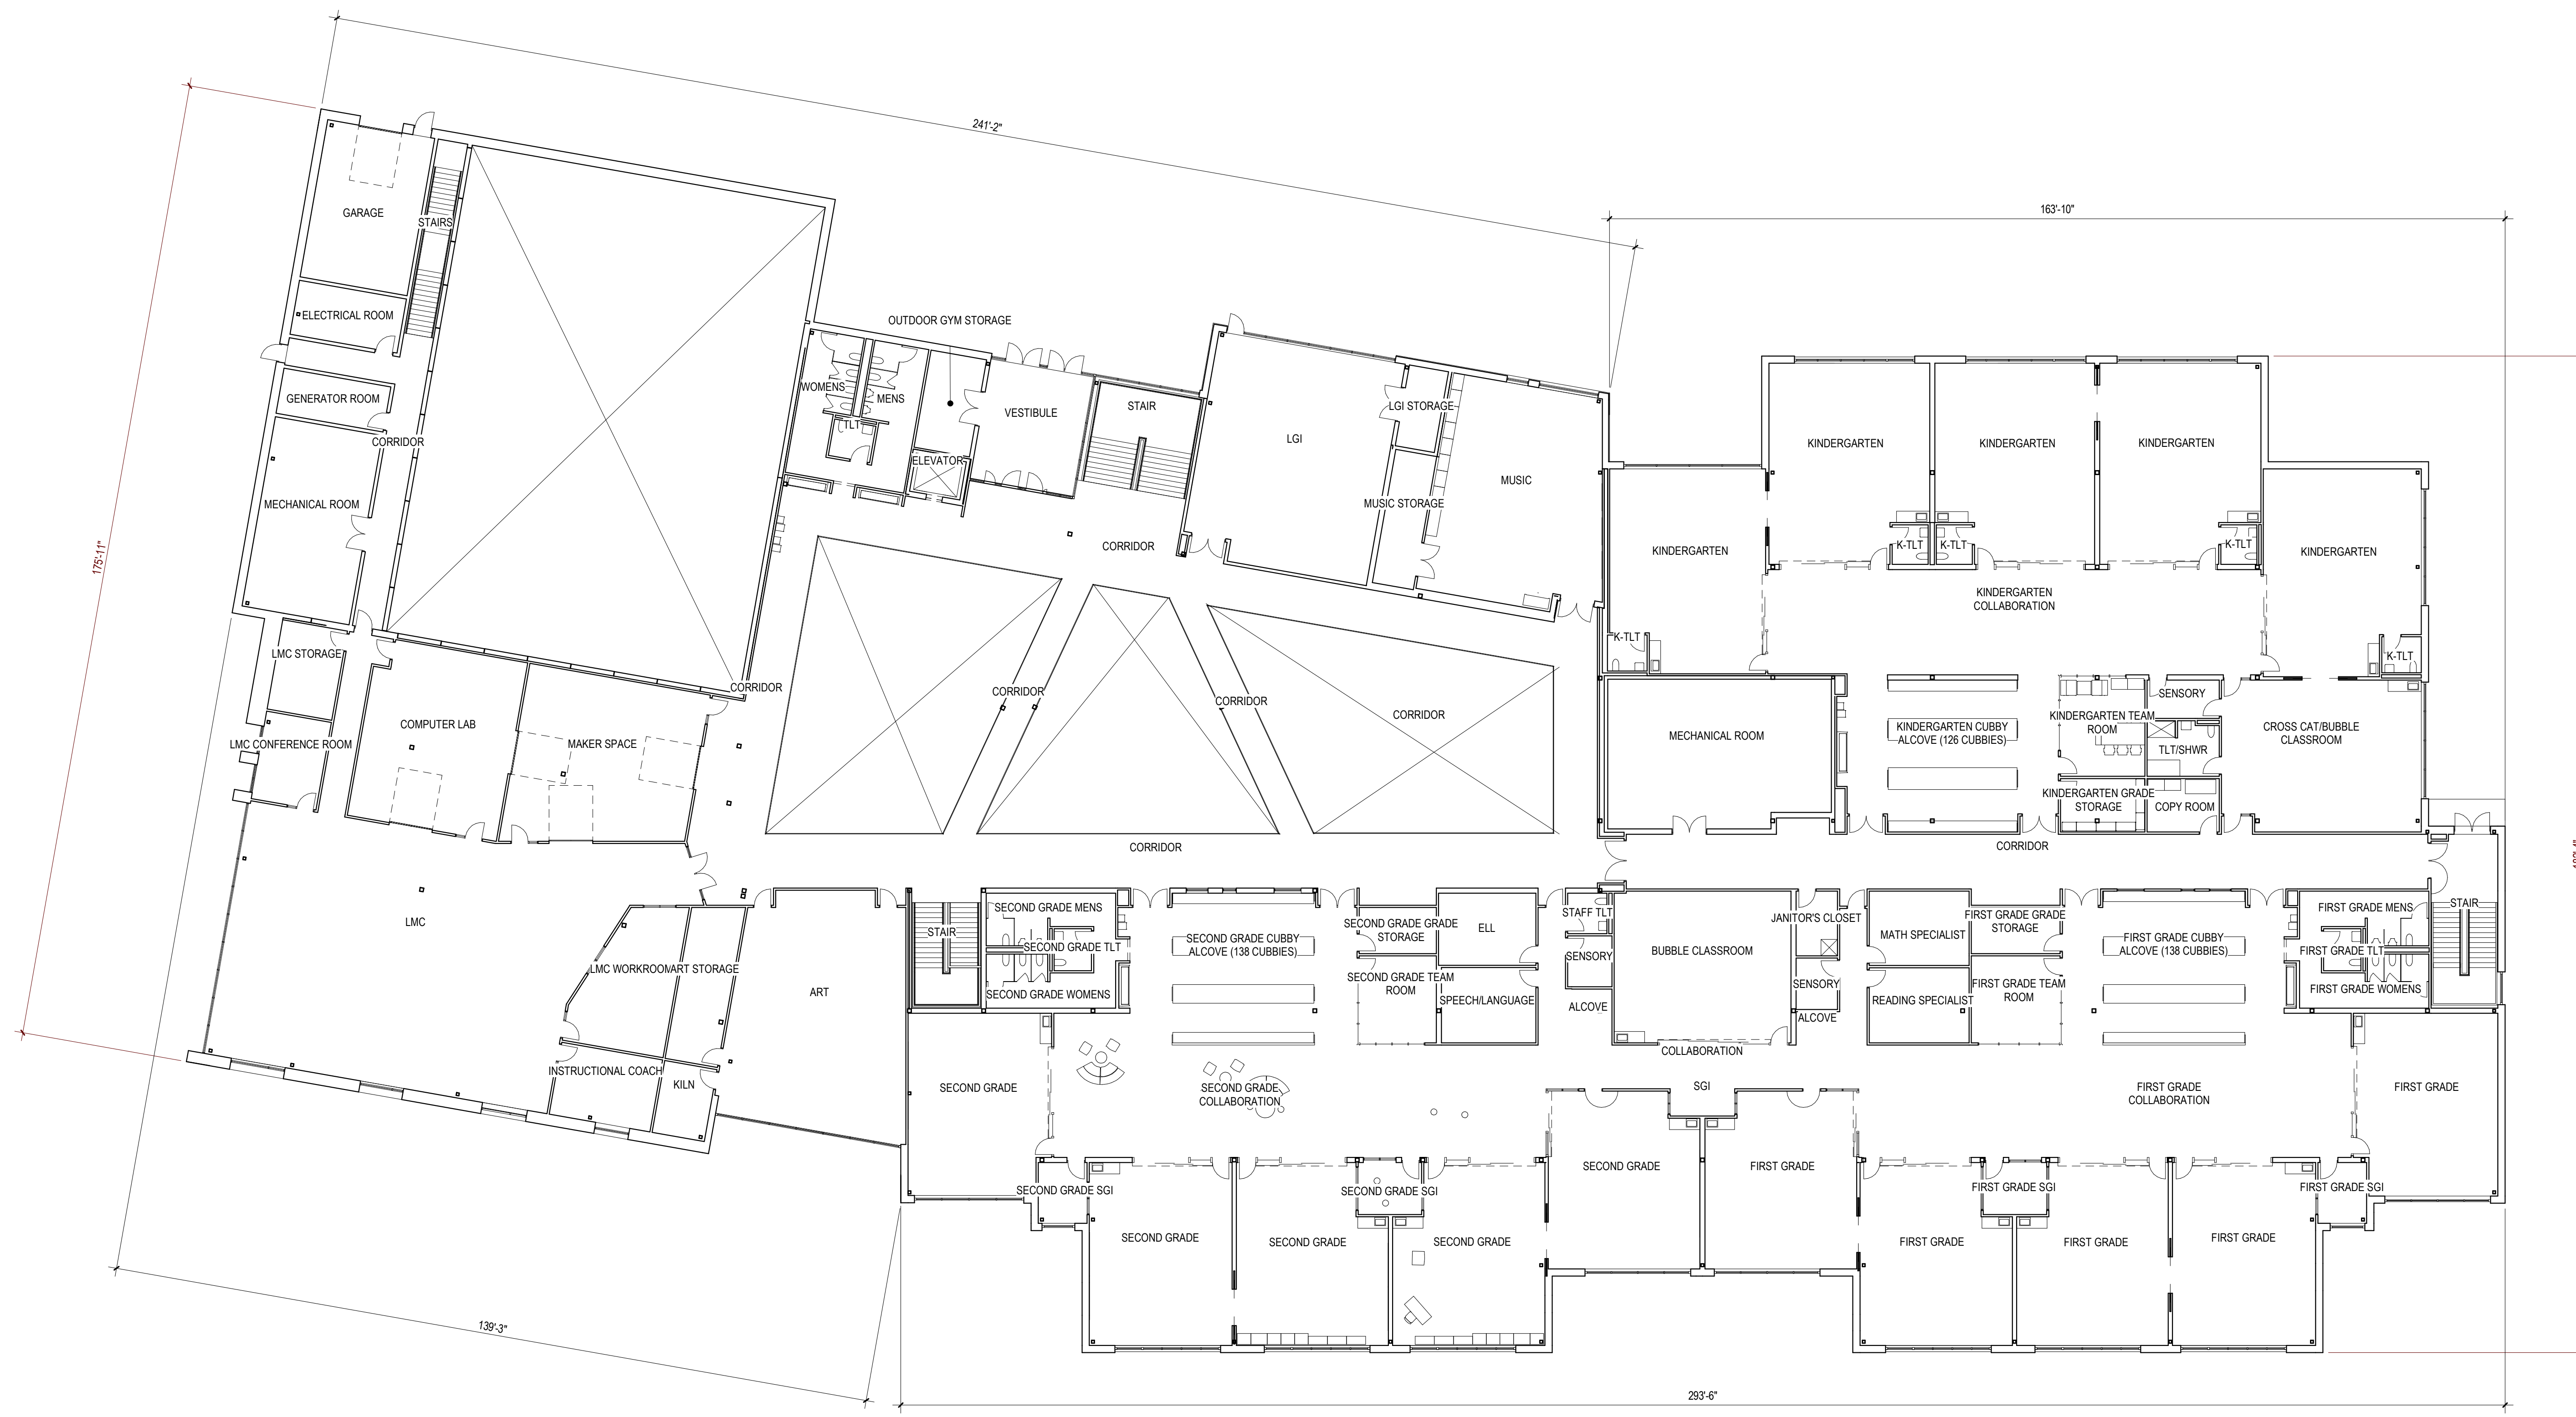 241'-2"
163'-10"
GARAGE
STAIRS
ELECTRICAL ROOM
OUTDOOR GYM STORAGE
GENERATOR ROOM
WOMENS
MENS
VESTIBULE
STAIR
LGI STORAGE
TLT
LGI
CORRIDOR
ELEVATOR
KINDERGARTEN
KINDERGARTEN
KINDERGARTEN
MUSIC
MECHANICAL ROOM
MUSIC STORAGE
CORRIDOR
175'-11"
KINDERGARTEN
K-TLT
K-TLT
K-TLT
KINDERGARTEN
KINDERGARTEN
COLLABORATION
K-TLT
K-TLT
LMC STORAGE
CORRIDOR
CORRIDOR
CORRIDOR
CORRIDOR
SENSORY
COMPUTER LAB
LMC CONFERENCE ROOM
MAKER SPACE
MECHANICAL ROOM
KINDERGARTEN CUBBY
ALCOVE (126 CUBBIES)
KINDERGARTEN TEAM
ROOM
TLT/SHWR
CROSS CAT/BUBBLE
CLASSROOM
KINDERGARTEN GRADE
STORAGE
COPY ROOM
CORRIDOR
CORRIDOR
LMC
SECOND GRADE MENS
STAIR
SECOND GRADE TLT
SECOND GRADE WOMENS
SECOND GRADE CUBBY
ALCOVE (138 CUBBIES)
SECOND GRADE GRADE
STORAGE
ELL
STAFF TLT
SENSORY
BUBBLE CLASSROOM
JANITOR'S CLOSET
MATH SPECIALIST
FIRST GRADE GRADE
STORAGE
FIRST GRADE CUBBY
ALCOVE (138 CUBBIES)
FIRST GRADE MENS
FIRST GRADE TLT
FIRST GRADE WOMENS
STAIR
LMC WORKROOM
ART STORAGE
ART
SECOND GRADE TEAM
ROOM
SPEECH/LANGUAGE
ALCOVE
SENSORY
ALCOVE
READING SPECIALIST
FIRST GRADE TEAM
ROOM
COLLABORATION
INSTRUCTIONAL COACH
KILN
SECOND GRADE
SECOND GRADE
COLLABORATION
SGI
FIRST GRADE
COLLABORATION
FIRST GRADE
SECOND GRADE
FIRST GRADE
SECOND GRADE SGI
SECOND GRADE SGI
FIRST GRADE SGI
FIRST GRADE SGI
SECOND GRADE
SECOND GRADE
SECOND GRADE
FIRST GRADE
FIRST GRADE
FIRST GRADE
139'-3"
293'-6"